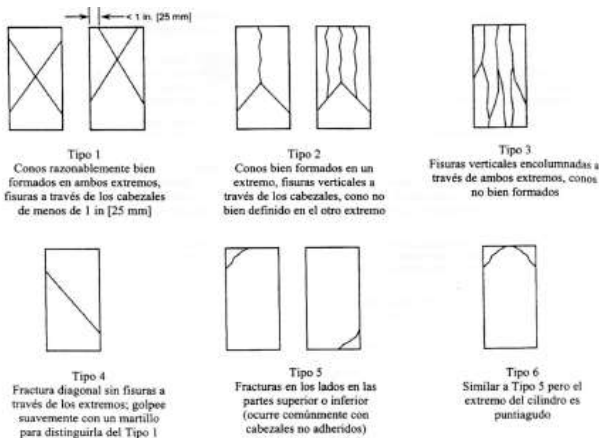 < 1 in. [25 mm]
Tipo 1
Conos razonablemente bien
formados en ambos extremos,
fisuras a través de los cabezales
de menos de 1 in [25 mm]
Tipo 2
Conos bien formados en un
extremo, fisuras verticales a
través de los cabezales, cono no
bien definido en el otro extremo
Tipo 3
Fisuras verticales encolumnadas a
través de ambos extremos, conos
no bien formados
Tipo 4
Fractura diagonal sin fisuras a
través de los extremos; golpee
suavemente con un martillo
para distinguirla del Tipo 1
Tipo 5
Fracturas en los lados en las
partes superior o inferior
(ocurre comúnmente con
cabezales no adheridos)
Tipo 6
Similar a Tipo 5 pero el
extremo del cilindro es
puntiagudo